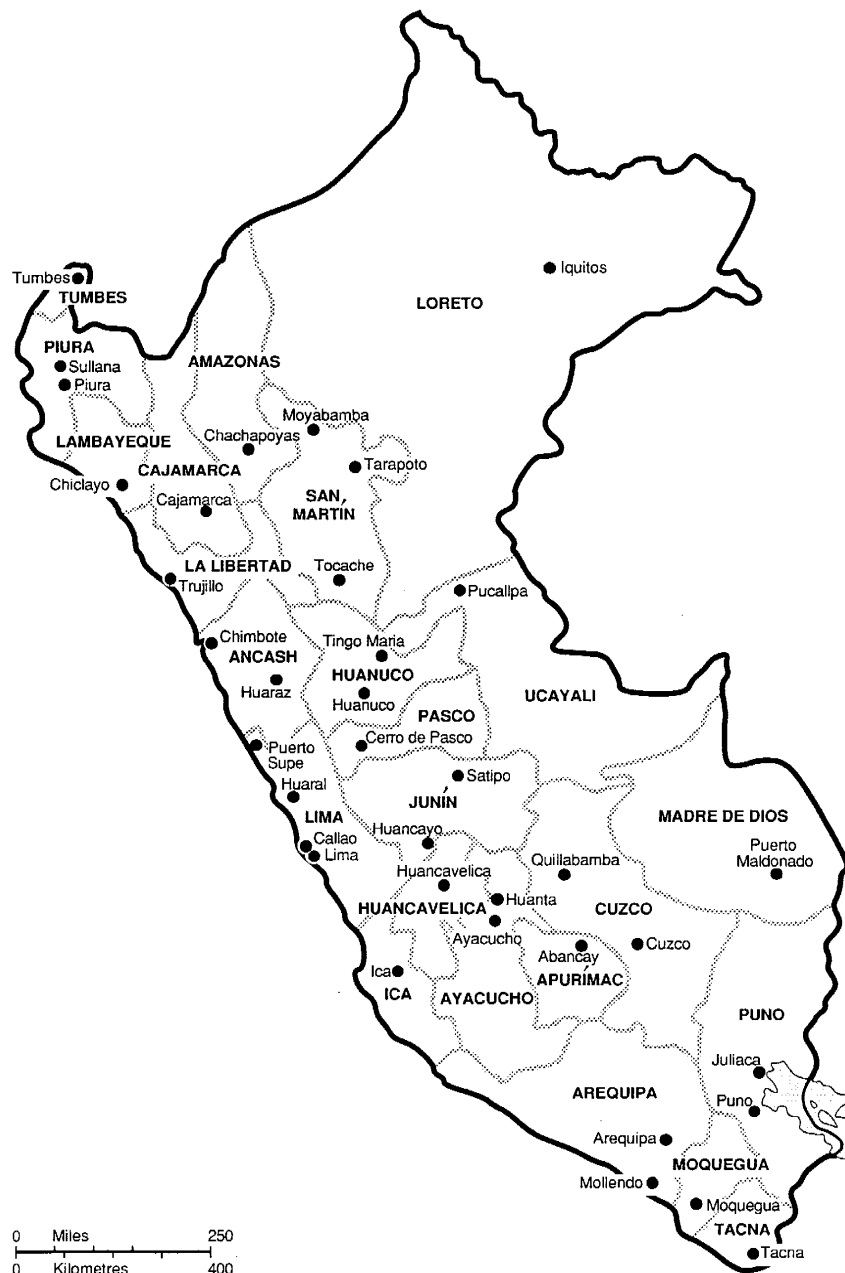 Iquitos
Tumbes
TUMBES
LORETO
PIURA
Sullana
AMAZONAS
Piura
Moyabamba
LAMBAYEQUE
Chachapoyas
CAJAMARCA
Tarapoto
Chiclayo
Cajamarca
SAN
MARTÍN
LA LIBERTAD
Tocache
Trujillo
Pucallpa
Chimbote
Tingo Maria
ANCASH
HUANUCO
Huaraz
Huanuco
UCAYALI
PASCO
Cerro de Pasco
Puerto
Supe
Satipo
Huaral
JUNÍN
LIMA
MADRE DE DIOS
Huancayo
Callao
Lima
Puerto
Maldonado
Quillabamba
Huancavelica
Huanta
HUANCAVELICA
CUZCO
Ayacucho
Cuzco
Abancay
Ica
APURÍMAC
ICA
AYACUCHO
PUNO
Juliaca
AREQUIPA
Puno
Arequipa
MOQUEGUA
Mollendo
Moquegua
TACNA
Tacna
0 Miles 250
0 Kilometres 400